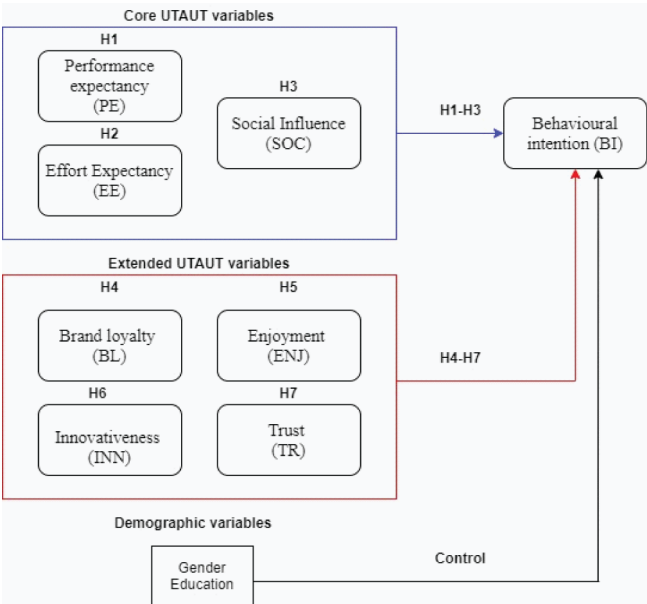 Core UTAUT variables
H1
Performance
expectancy
(PE)
H2
Effort Expectancy
(EE)
H3
Social Influence
(SOC)
H1-H3
Behavioural
intention (BI)
Extended UTAUT variables
H4
Brand loyalty
(BL)
H5
Enjoyment
(ENJ)
H6
Innovativeness
(INN)
H7
Trust
(TR)
H4-H7
Demographic variables
Gender
Education
Control